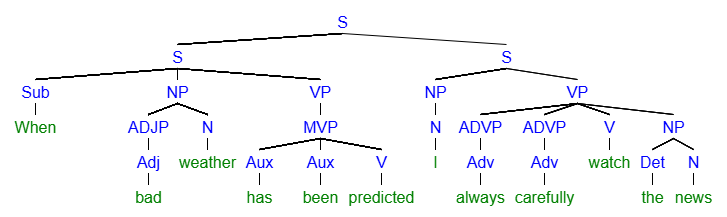 S
S S
Sub NP VP NP VP
When ADJP N MVP N ADVP ADVP V NP
Adj weather Aux Aux V I Adv Adv watch Det N
bad has been predicted always carefully the news